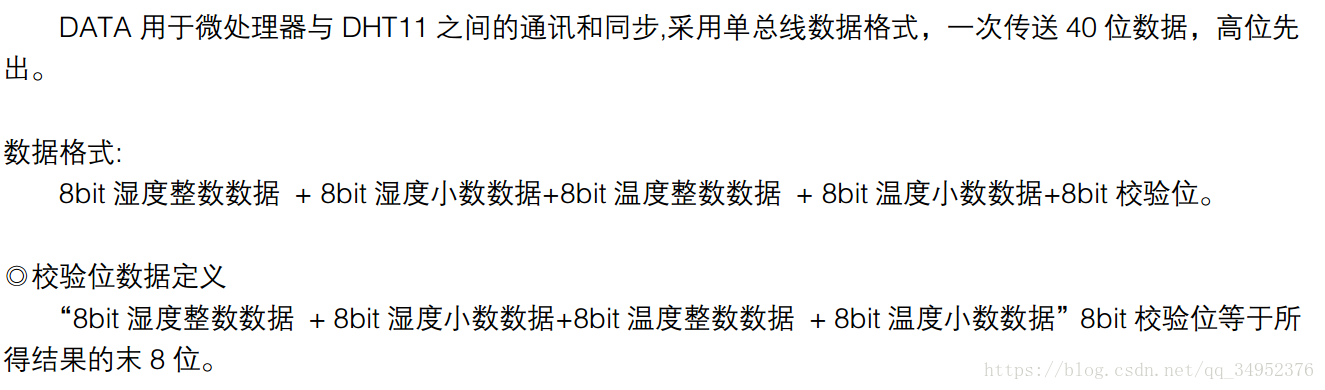 DATA 用于微处理器与 DHT11 之间的通讯和同步,采用单总线数据格式，一次传送 40 位数据，高位先
出。
数据格式:
8bit 湿度整数数据 + 8bit 湿度小数数据+8bit 温度整数数据 + 8bit 温度小数数据+8bit 校验位。
◎校验位数据定义
“8bit 湿度整数数据 + 8bit 湿度小数数据+8bit 温度整数数据 + 8bit 温度小数数据”8bit 校验位等于所
得结果的末 8 位。
https://blog.csdn.net/qq_34952376